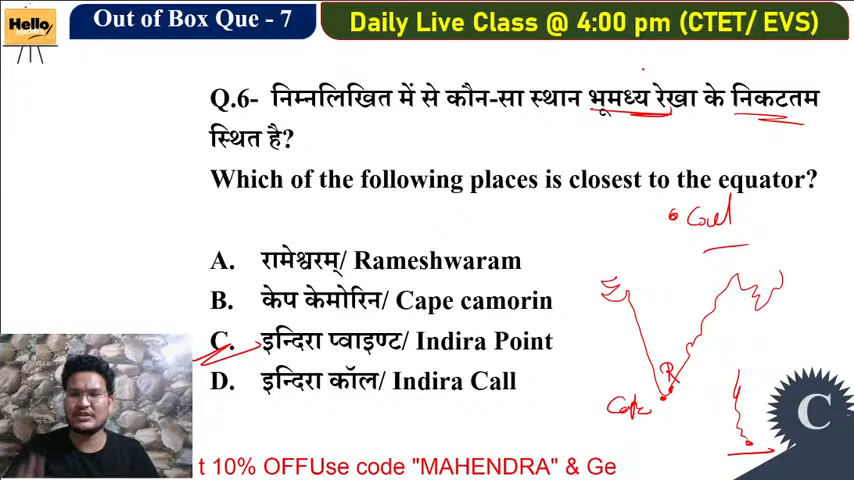 Hello
Out of Box Que - 7
Daily Live Class @ 4:00 pm (CTET/ EVS)
Q.6- निम्नलिखित में से कौन-सा स्थान भूमध्य रेखा के निकटतम
स्थित है?
Which of the following places is closest to the equator?
A. रामेश्वरम्/ Rameshwaram
B. केप केमोरिन/ Cape camorin
C. इन्दिरा प्वाइण्ट/ Indira Point
D. इन्दिरा कॉल/ Indira Call
R
Cape
C
t 10% OFFUse code "MAHENDRA" & Ge